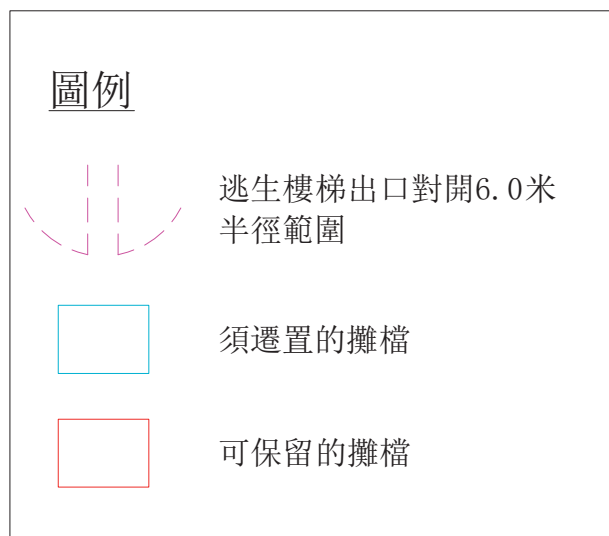 圖例
逃生樓梯出口對開6.0米
半徑範圍
須遷置的攤檔
可保留的攤檔